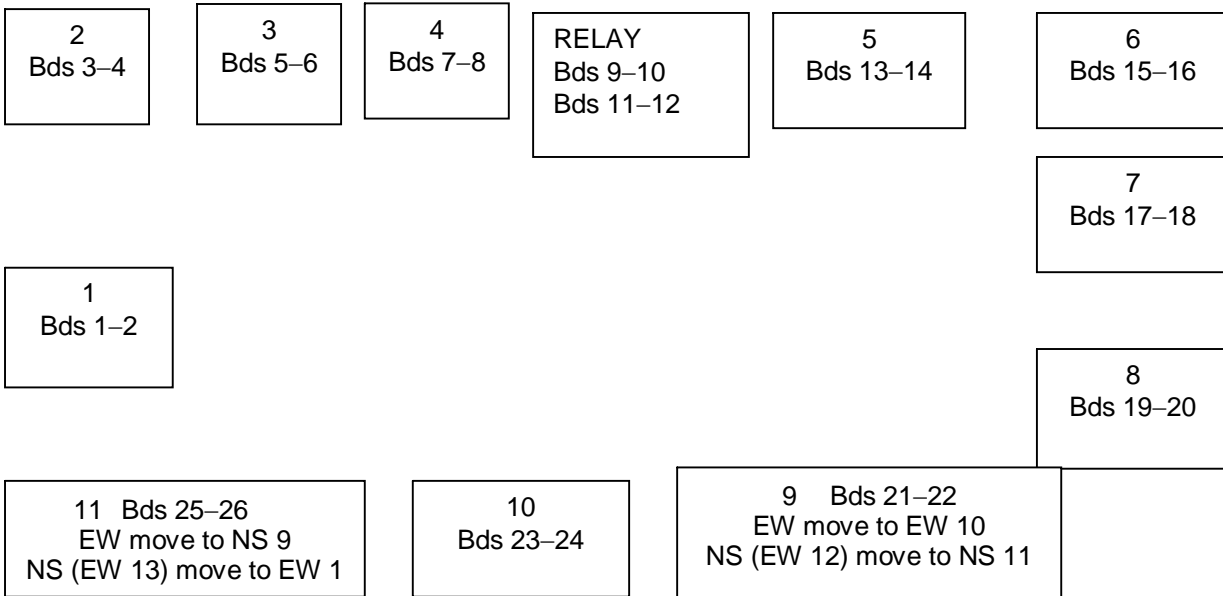 2
Bds 3–4
3
Bds 5–6
4
Bds 7–8
RELAY
Bds 9–10
Bds 11–12
5
Bds 13–14
6
Bds 15–16
7
Bds 17–18
1
Bds 1–2
8
Bds 19–20
11 Bds 25–26
EW move to NS 9
NS (EW 13) move to EW 1
10
Bds 23–24
9 Bds 21–22
EW move to EW 10
NS (EW 12) move to NS 11